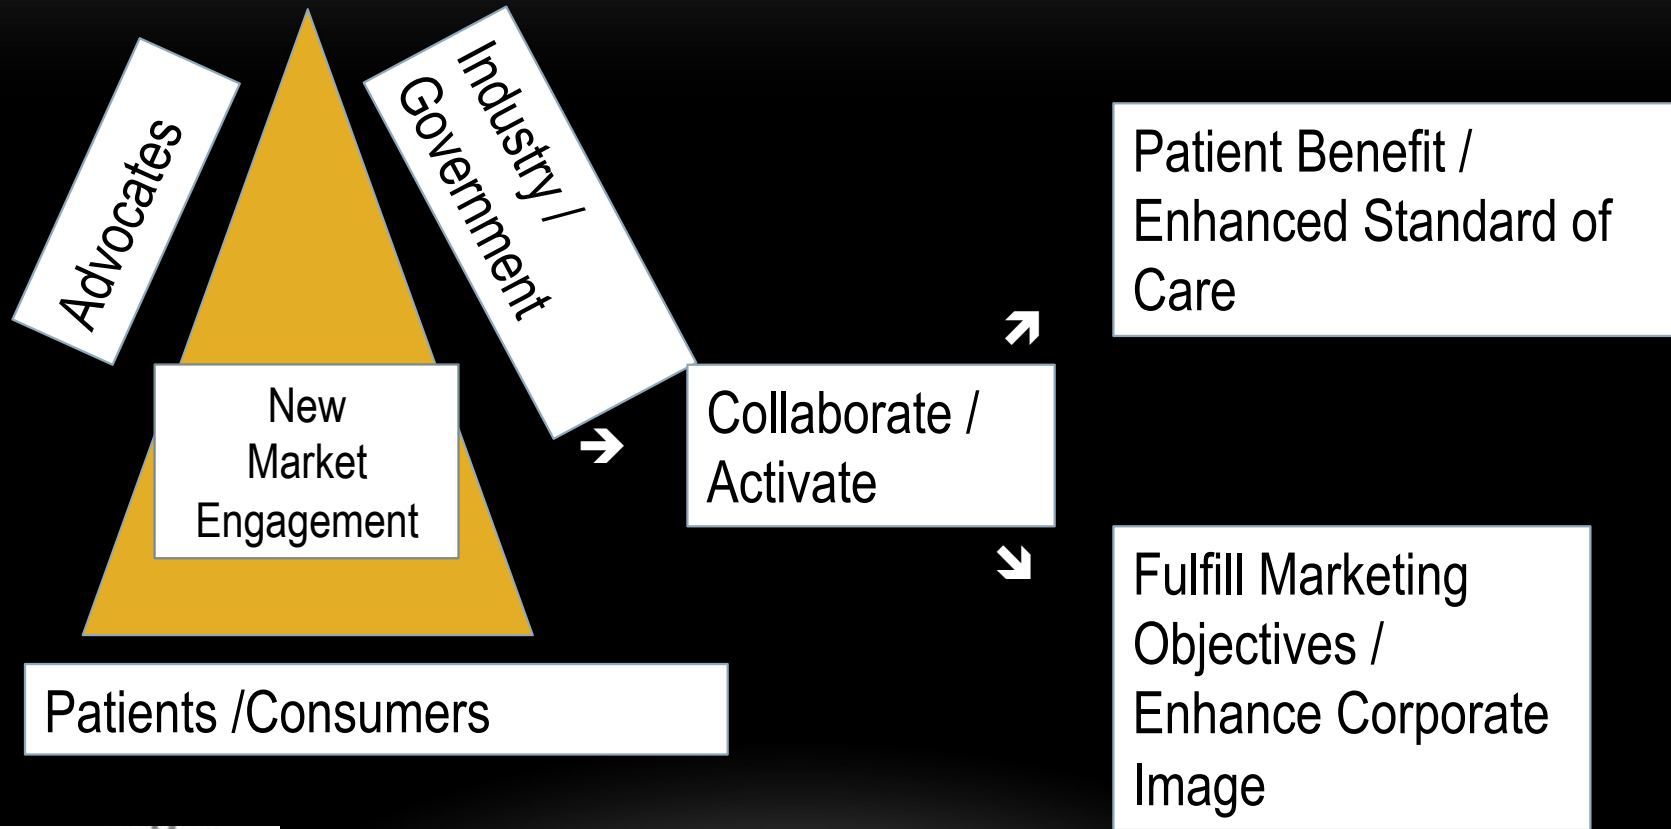 Advocates
Industry /
Government
New
Market
Engagement
Patients /Consumers
Collaborate /
Activate
Patient Benefit /
Enhanced Standard of
Care
Fulfill Marketing
Objectives /
Enhance Corporate
Image